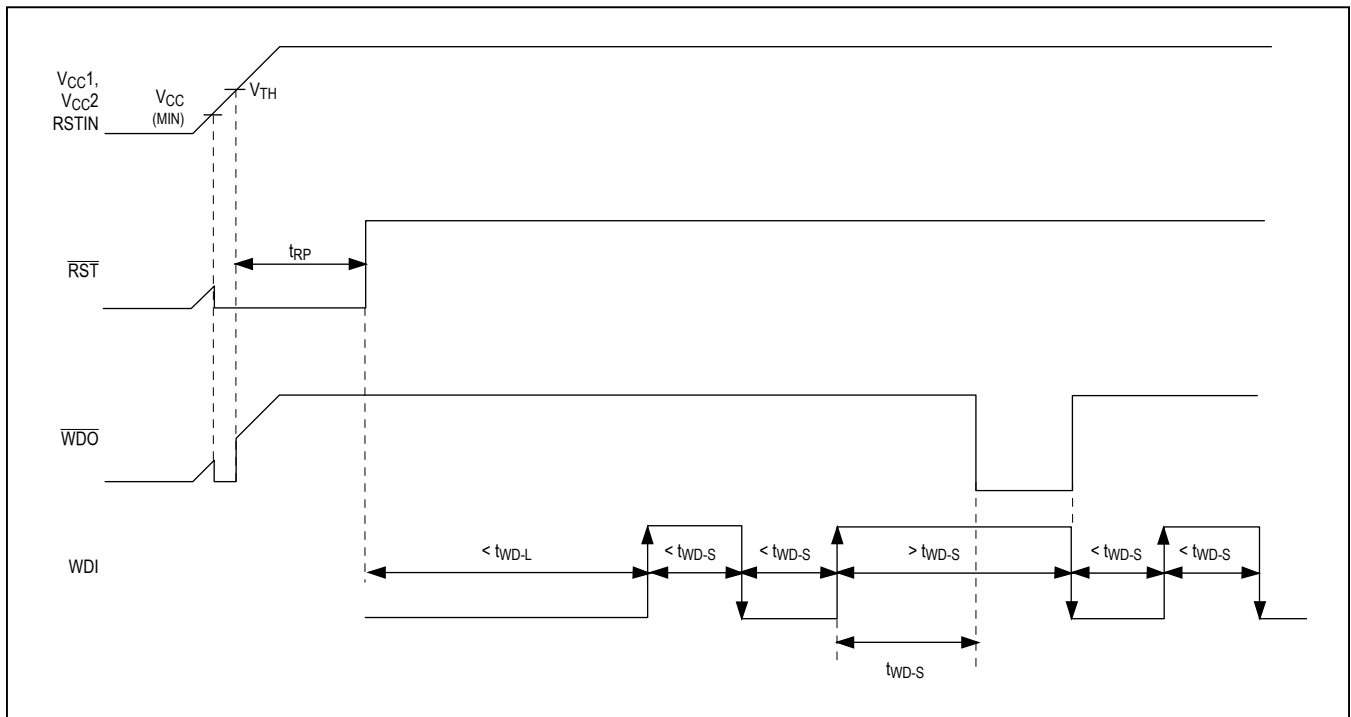 VCC1,
VCC2
RSTIN
VCC
(MIN)
VTH
tRP
RST
WDO
WDI
< tWD-L
< tWD-S
< tWD-S
> tWD-S
< tWD-S
< tWD-S
tWD-S